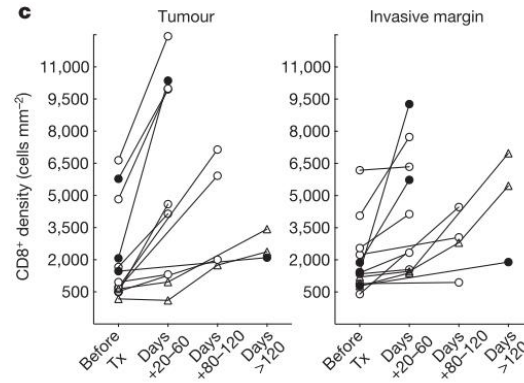 c
Tumour
Invasive margin
CD8⁺ density (cells mm⁻²)
11,000
9,500
8,000
6,500
5,000
3,500
2,000
500
11,000
9,500
8,000
6,500
5,000
3,500
2,000
500
Before Tx
Days +20–60
Days +80–120
Days >120
Before Tx
Days +20–60
Days +80–120
Days >120